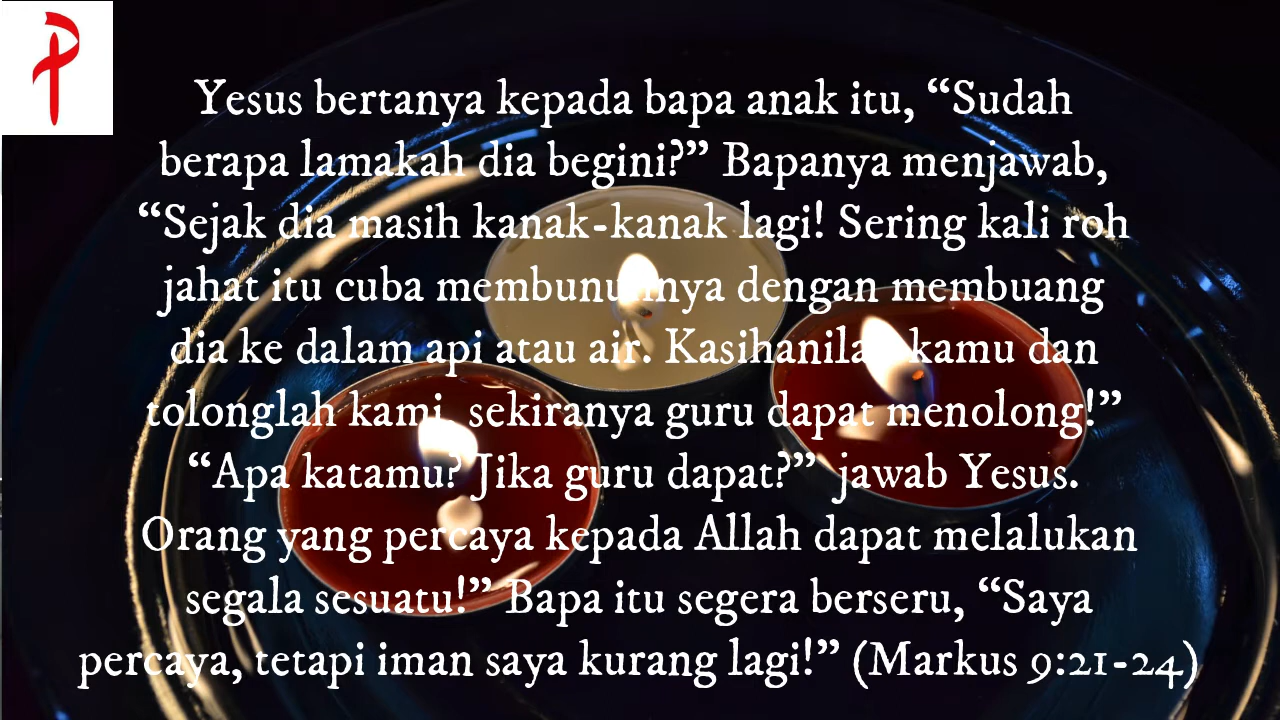 Yesus bertanya kepada bapa anak itu, “Sudah
berapa lamakah dia begini?” Bapanya menjawab,
“Sejak dia masih kanak-kanak lagi! Sering kali roh
jahat itu cuba membunuhnya dengan membuang
dia ke dalam api atau air. Kasihanilah kamu dan
tolonglah kami, sekiranya guru dapat menolong!”
“Apa katamu? Jika guru dapat?” jawab Yesus.
Orang yang percaya kepada Allah dapat melalukan
segala sesuatu!” Bapa itu segera berseru, “Saya
percaya, tetapi iman saya kurang lagi!” (Markus 9:21-24)